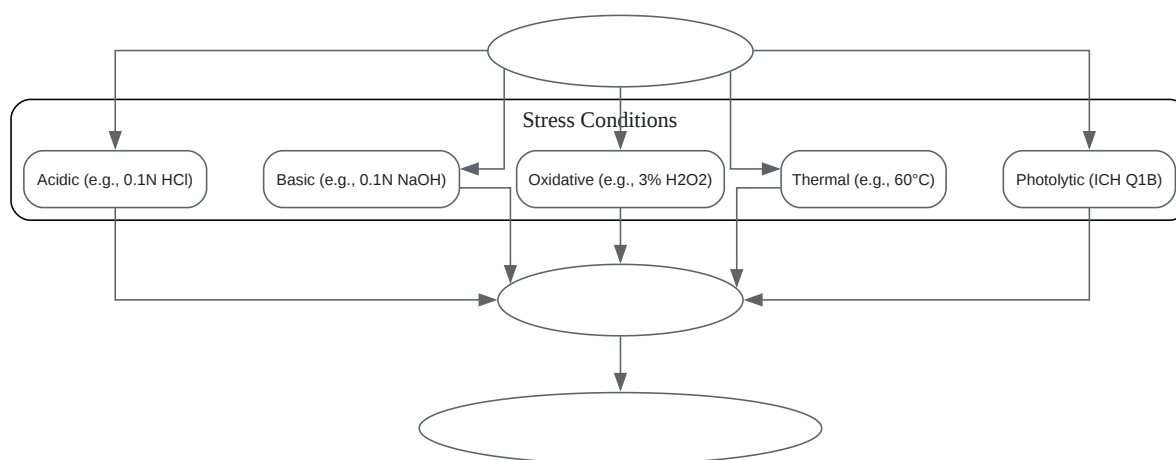 Stress Conditions
Acidic (e.g., 0.1N HCl)
Basic (e.g., 0.1N NaOH)
Oxidative (e.g., 3% H2O2)
Thermal (e.g., 60°C)
Photolytic (ICH Q1B)